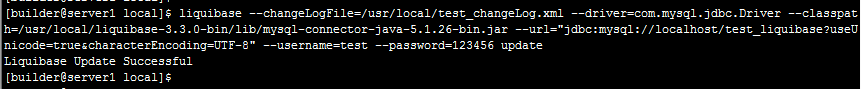 [builder@server1 local]$ liquibase --changeLogFile=/usr/local/test_changeLog.xml --driver=com.mysql.jdbc.Driver --classpat
h=/usr/local/liquibase-3.3.0-bin/lib/mysql-connector-java-5.1.26-bin.jar --url="jdbc:mysql://localhost/test_liquibase?useU
nicode=true&characterEncoding=UTF-8" --username=test --password=123456 update
Liquibase Update Successful
[builder@server1 local]$